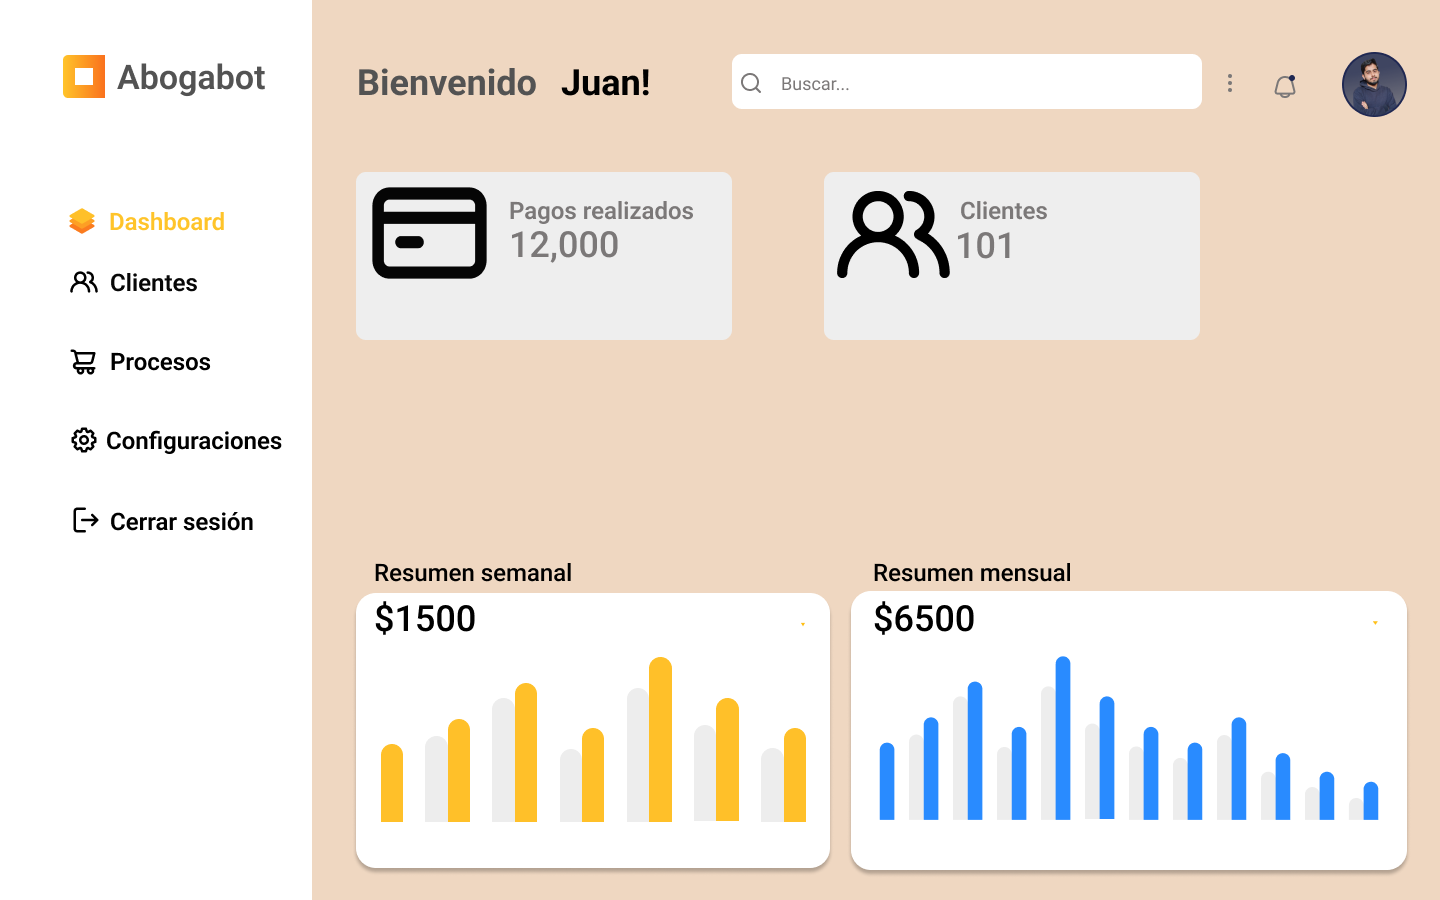 Abogabot
Bienvenido Juan!
Buscar...
Dashboard
Clientes
Procesos
Configuraciones
Cerrar sesión
Pagos realizados
12,000
Clientes
101
Resumen semanal
$1500
Resumen mensual
$6500